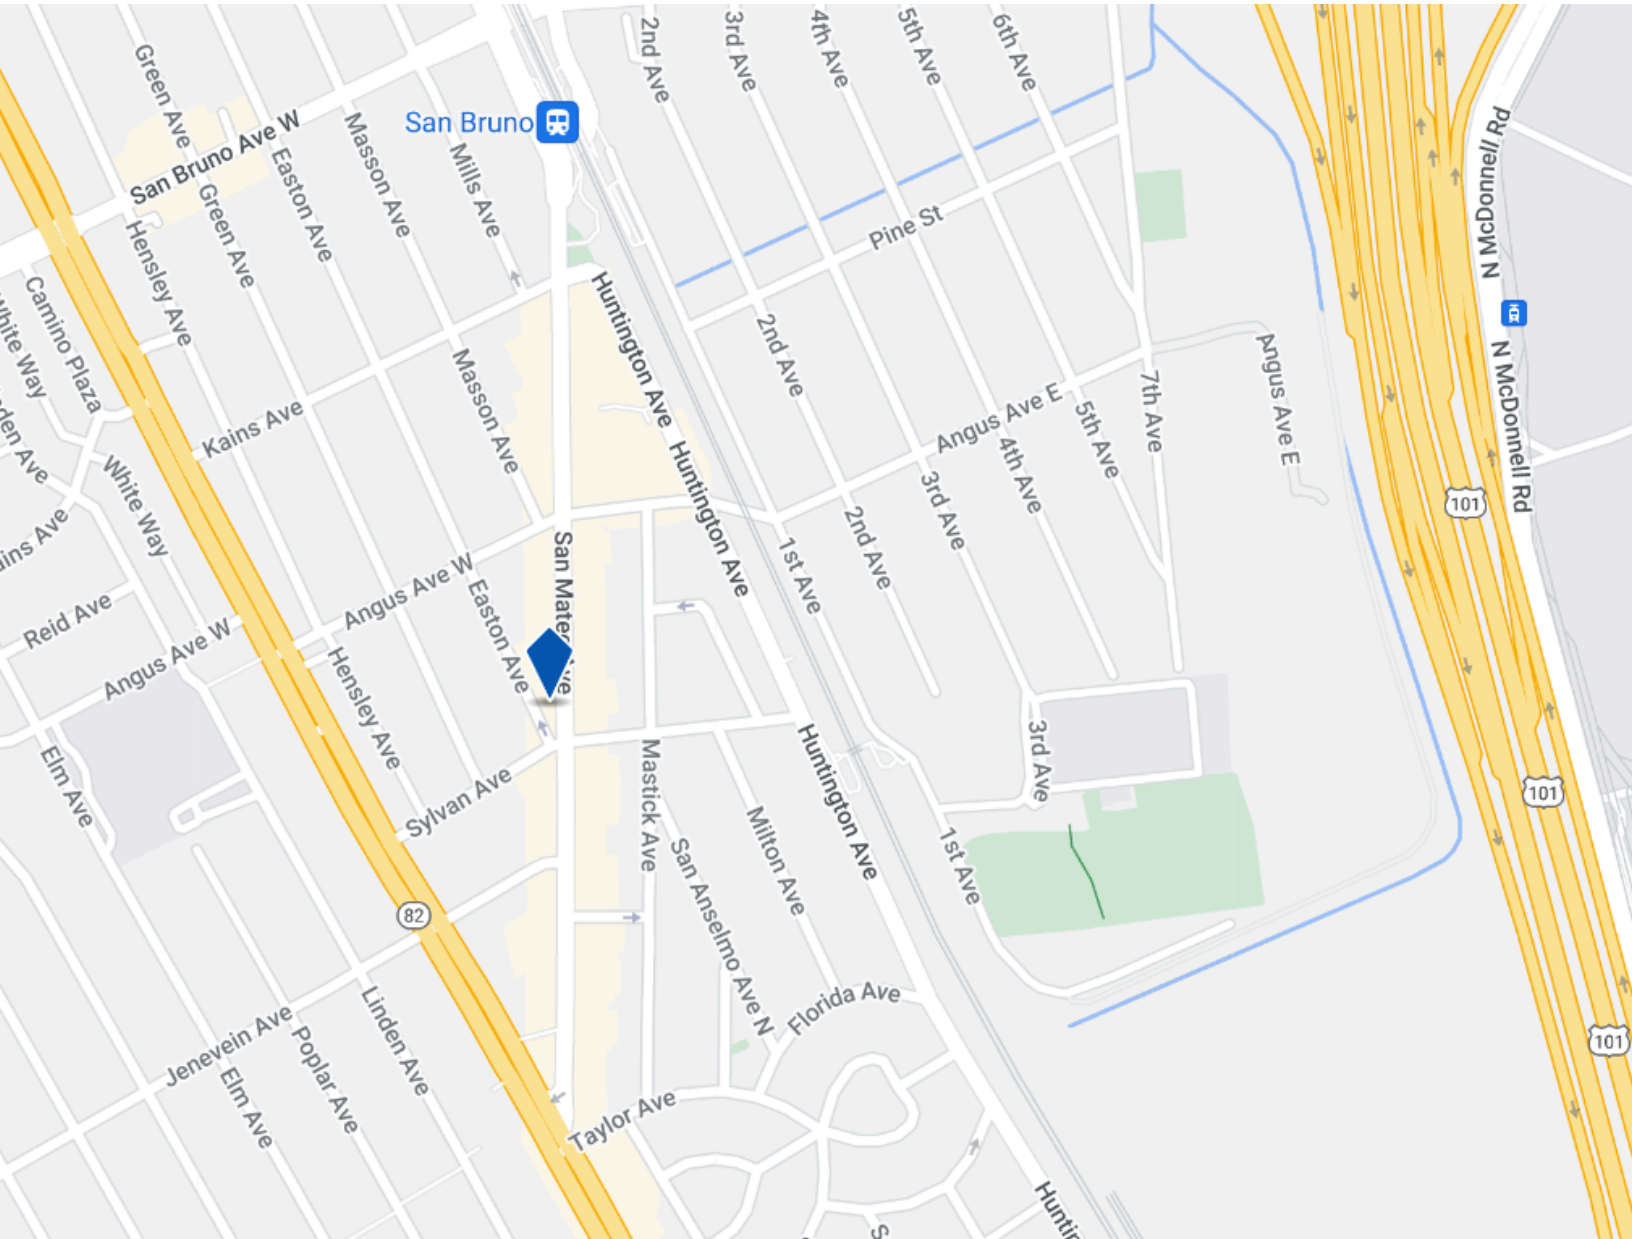 2nd Ave
3rd Ave
4th Ave
5th Ave
6th Ave
Green Ave
San Bruno Ave W
San Bruno
Masson Ave
Mills Ave
Easton Ave
Green Ave
Hensley Ave
N McDonnell Rd
Pine St
Camino Plaza
White Way
Huntington Ave
2nd Ave
Masson Ave
Kains Ave
Angus Ave E
Angus Ave E
7th Ave
5th Ave
4th Ave
3rd Ave
N McDonnell Rd
White Way
Huntington Ave
101
2nd Ave
1st Ave
San Mateo Ave
Angus Ave W
Easton Ave
Reid Ave
Angus Ave W
Hensley Ave
Elm Ave
Sylvan Ave
Mastick Ave
Huntington Ave
3rd Ave
101
Milton Ave
San Anselmo Ave N
1st Ave
82
Florida Ave
Linden Ave
Jenevein Ave
Poplar Ave
Elm Ave
Taylor Ave
101
Huntin
S